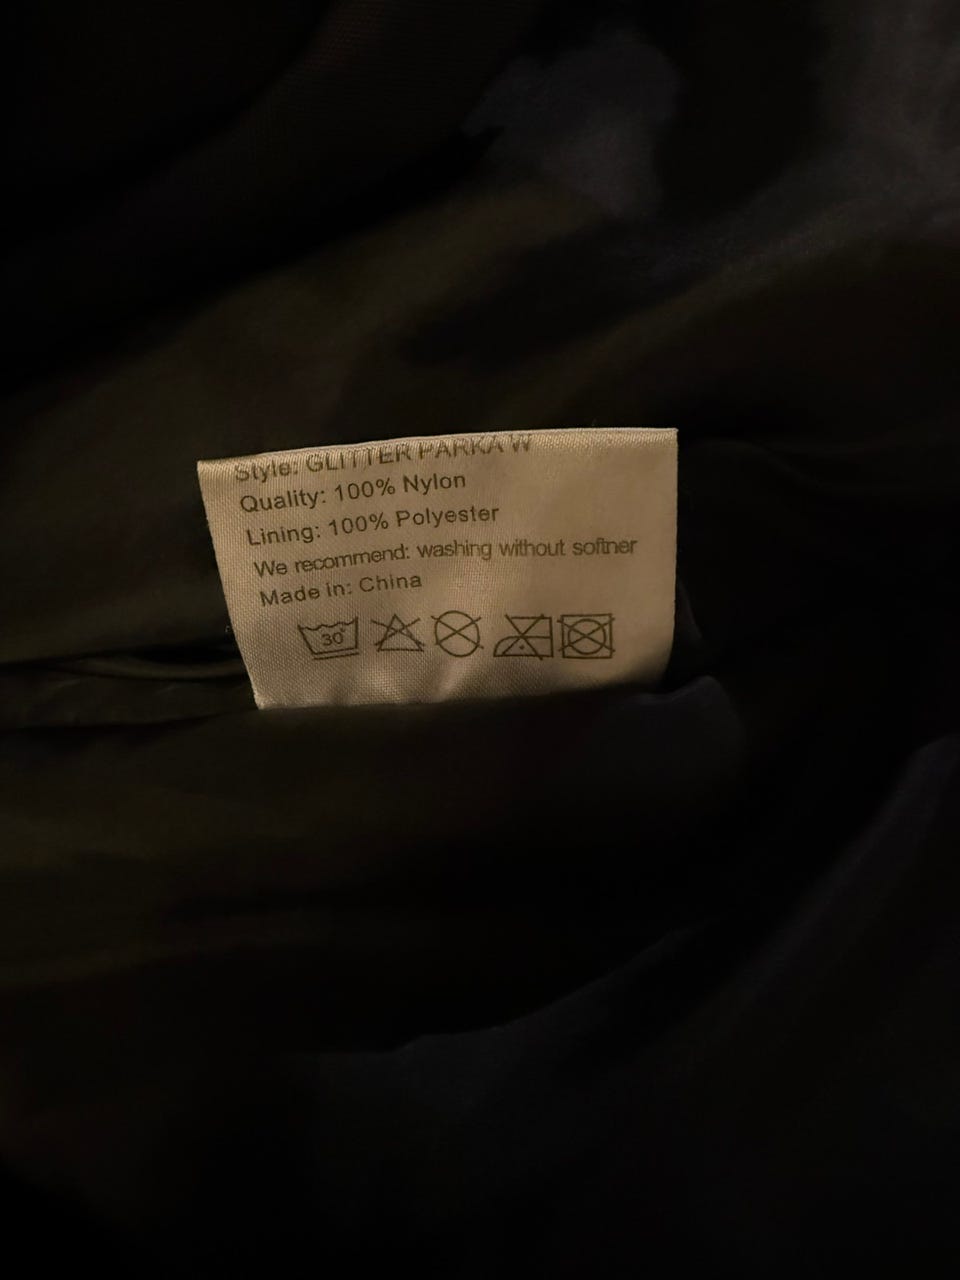 Style: GLITTER PARKA W
Quality: 100% Nylon
Lining: 100% Polyester
We recommend: washing without softner
Made in: China
30°